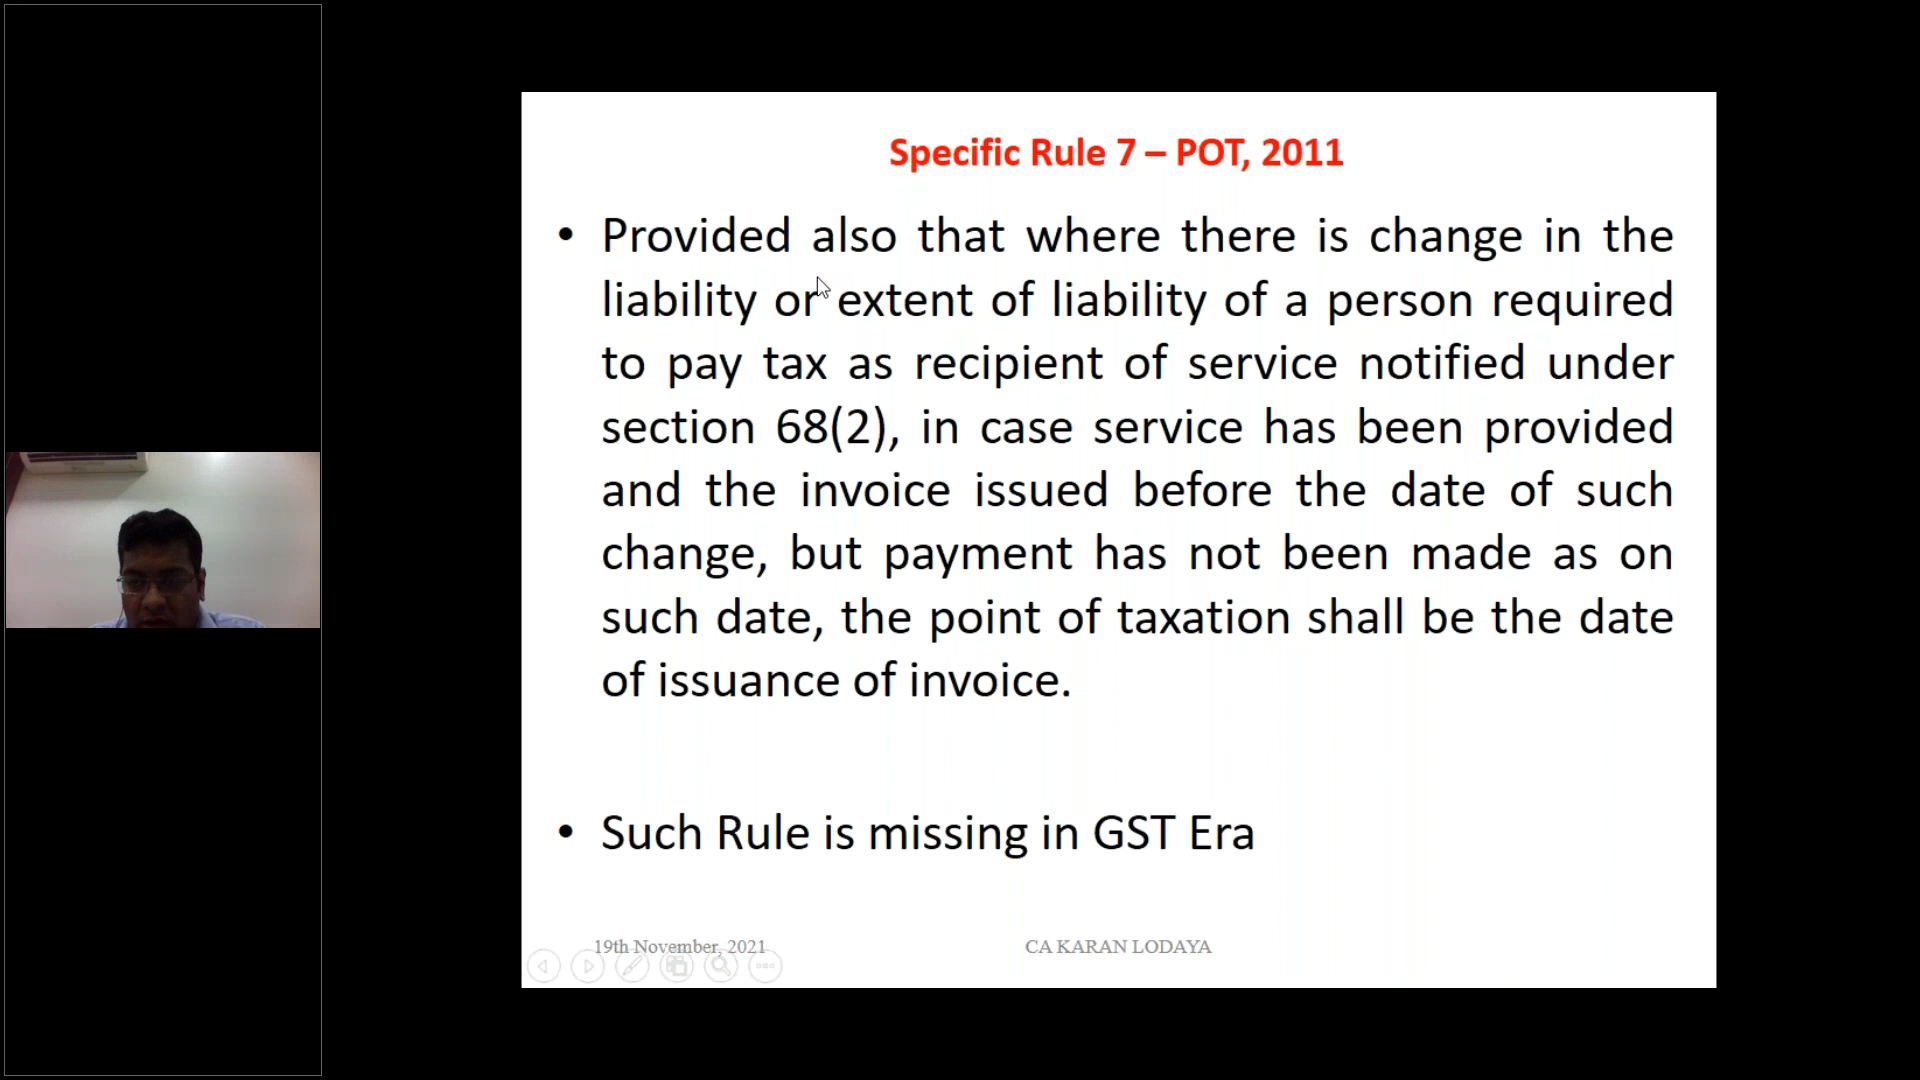 Specific Rule 7 – POT, 2011
• Provided also that where there is change in the
liability or extent of liability of a person required
to pay tax as recipient of service notified under
section 68(2), in case service has been provided
and the invoice issued before the date of such
change, but payment has not been made as on
such date, the point of taxation shall be the date
of issuance of invoice.
• Such Rule is missing in GST Era
19th November, 2021
CA KARAN LODAYA